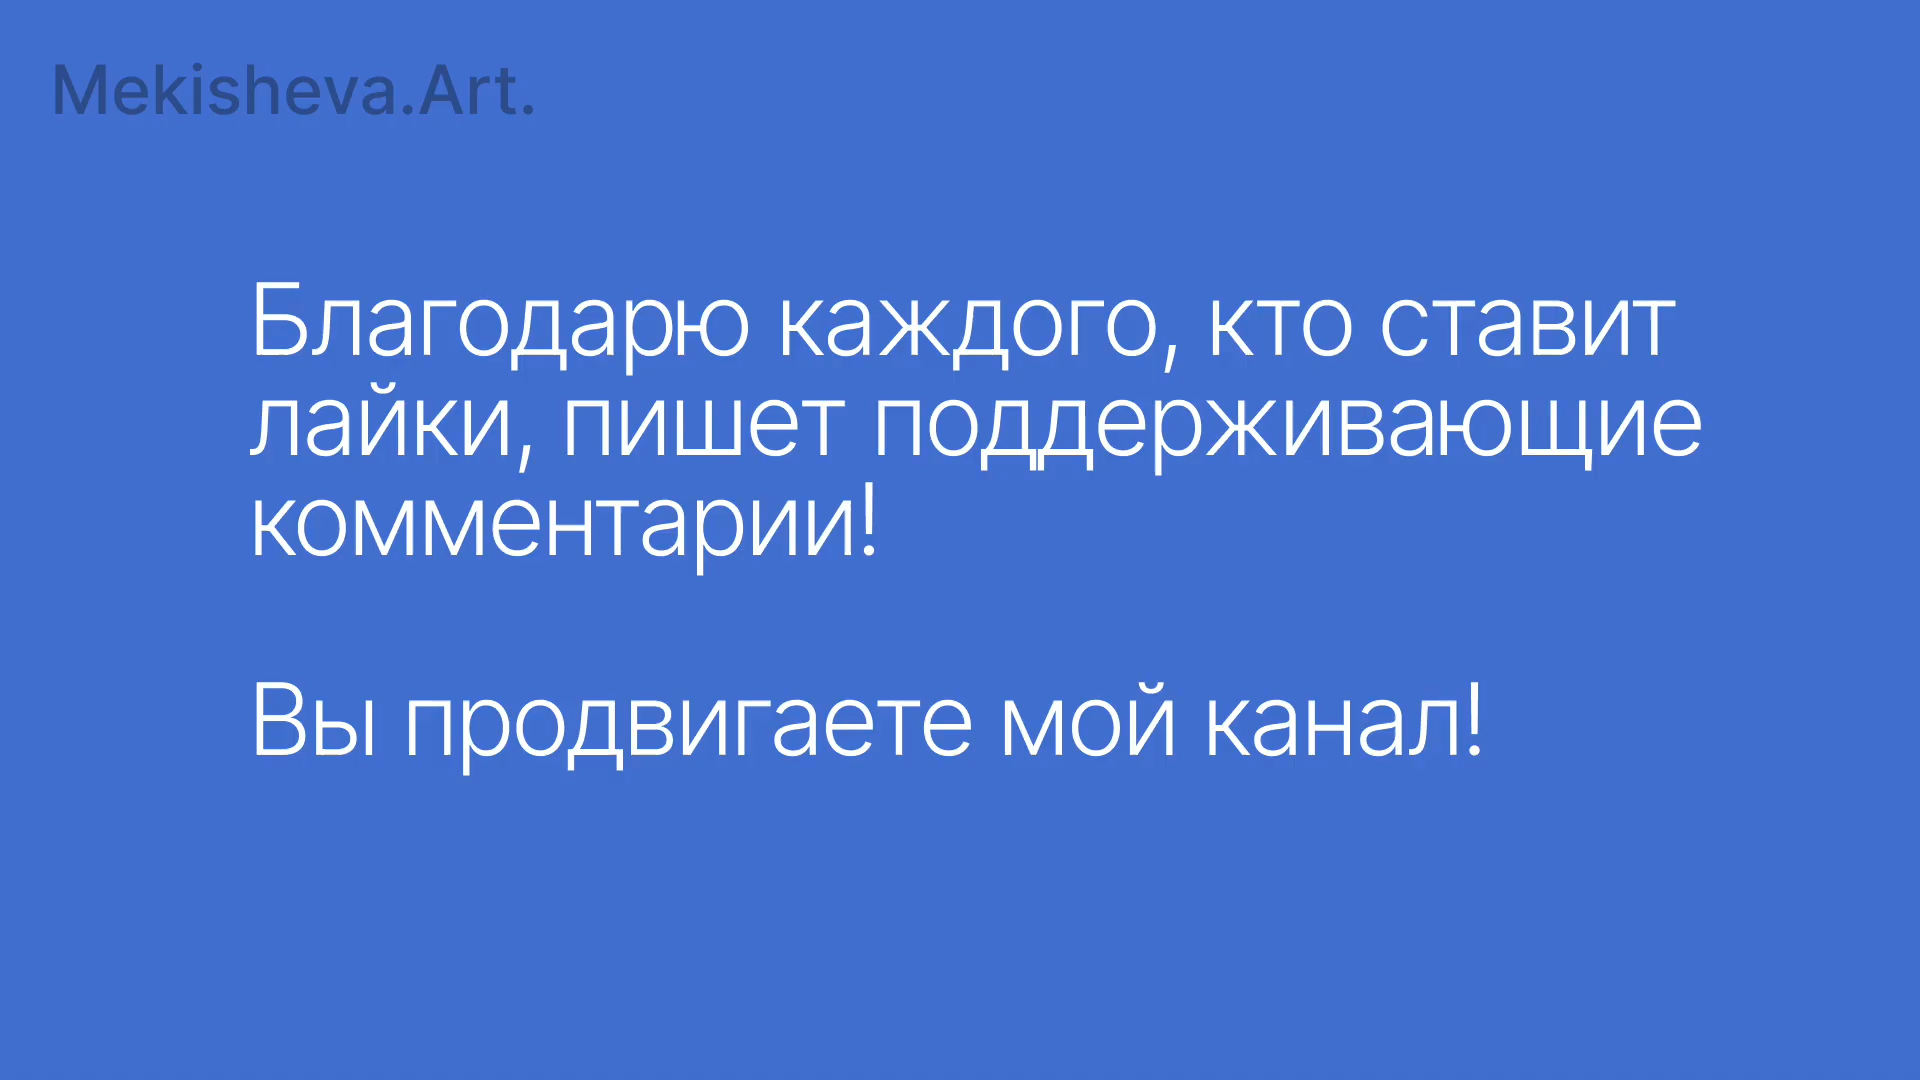 Mekisheva.Art.
Благодарю каждого, кто ставит
лайки, пишет поддерживающие
комментарии!
Вы продвигаете мой канал!